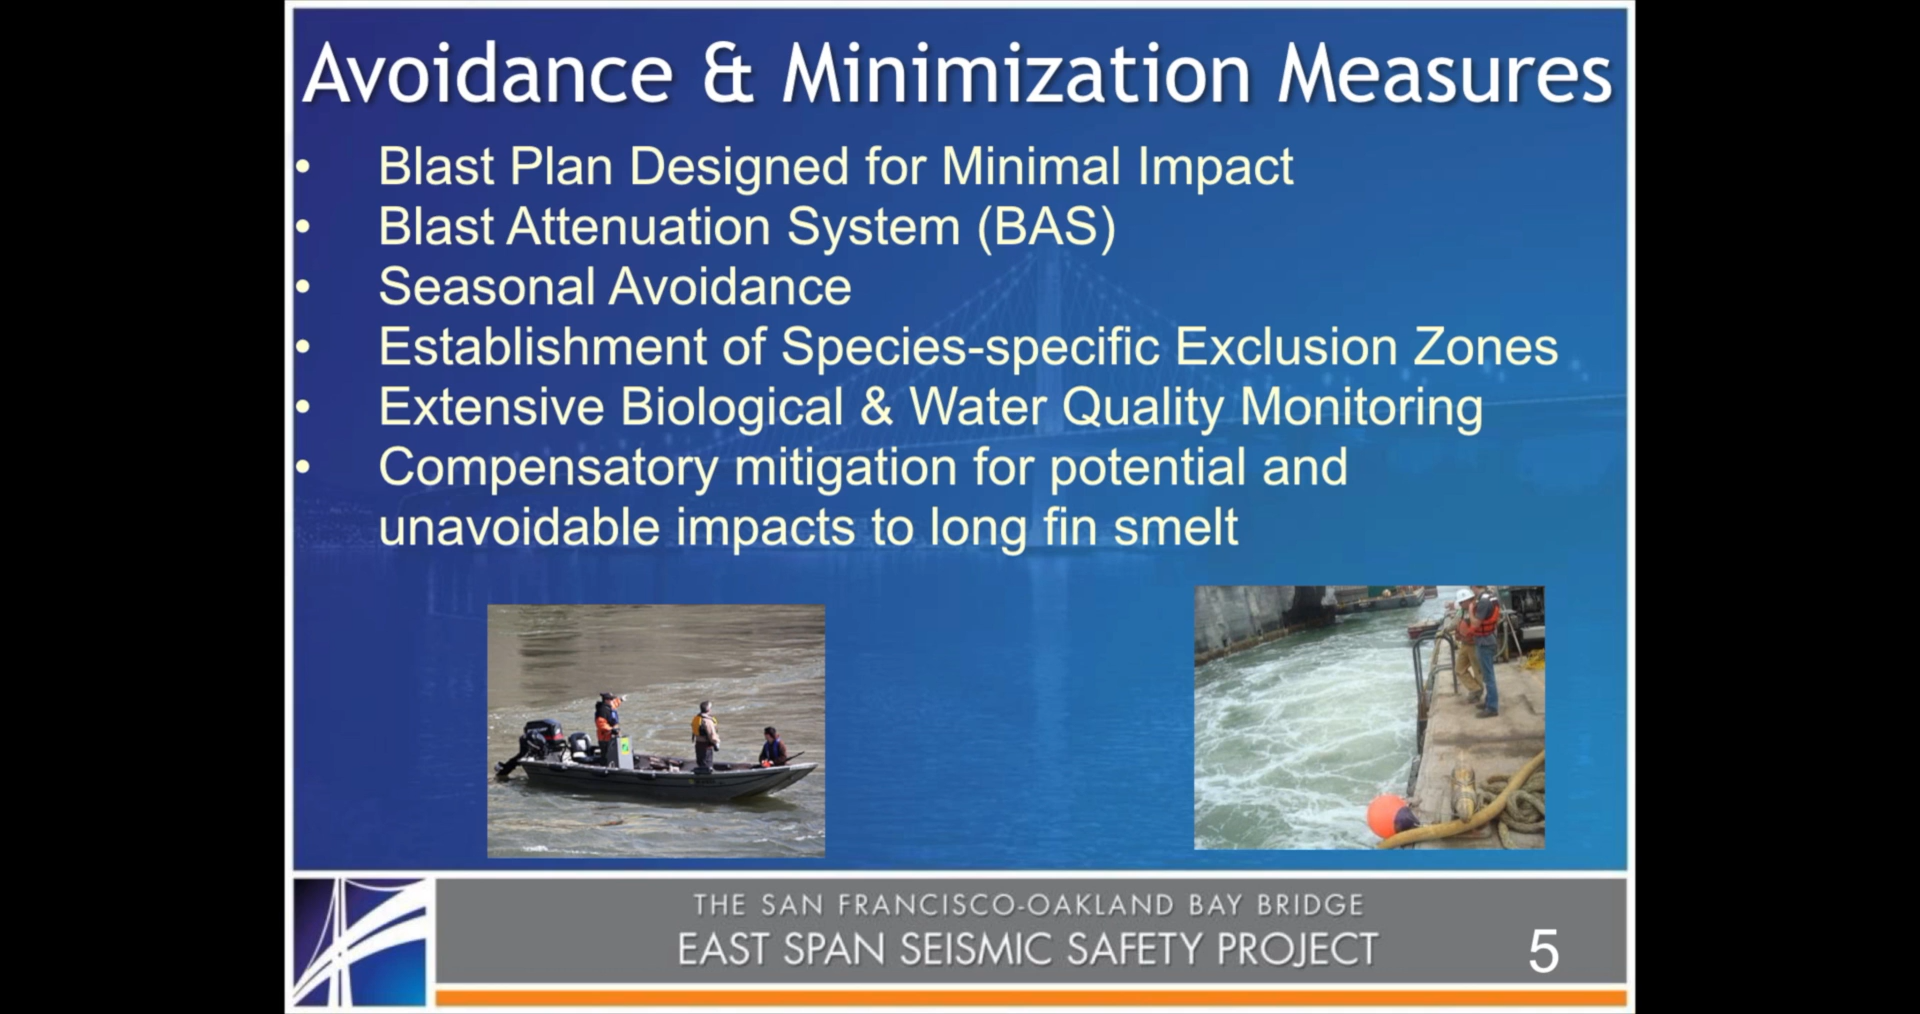 Avoidance & Minimization Measures
• Blast Plan Designed for Minimal Impact
• Blast Attenuation System (BAS)
• Seasonal Avoidance
• Establishment of Species-specific Exclusion Zones
• Extensive Biological & Water Quality Monitoring
• Compensatory mitigation for potential and
unavoidable impacts to long fin smelt
THE SAN FRANCISCO-OAKLAND BAY BRIDGE
EAST SPAN SEISMIC SAFETY PROJECT
5